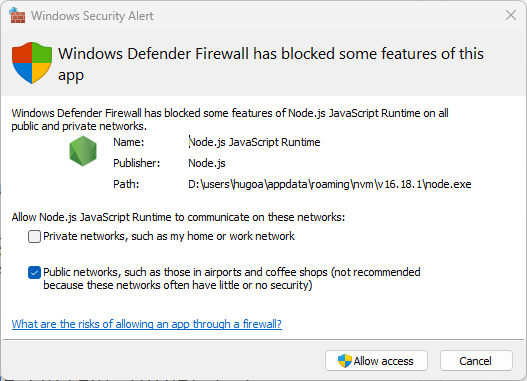 Windows Security Alert
Windows Defender Firewall has blocked some features of this
app
Windows Defender Firewall has blocked some features of Node.js JavaScript Runtime on all
public and private networks.
Name: Node.js JavaScript Runtime
Publisher: Node.js
Path: D:\users\hugoa\appdata\roaming\nvm\v16.18.1\node.exe
Allow Node.js JavaScript Runtime to communicate on these networks:
Private networks, such as my home or work network
Public networks, such as those in airports and coffee shops (not recommended
because these networks often have little or no security)
What are the risks of allowing an app through a firewall?
Allow access Cancel